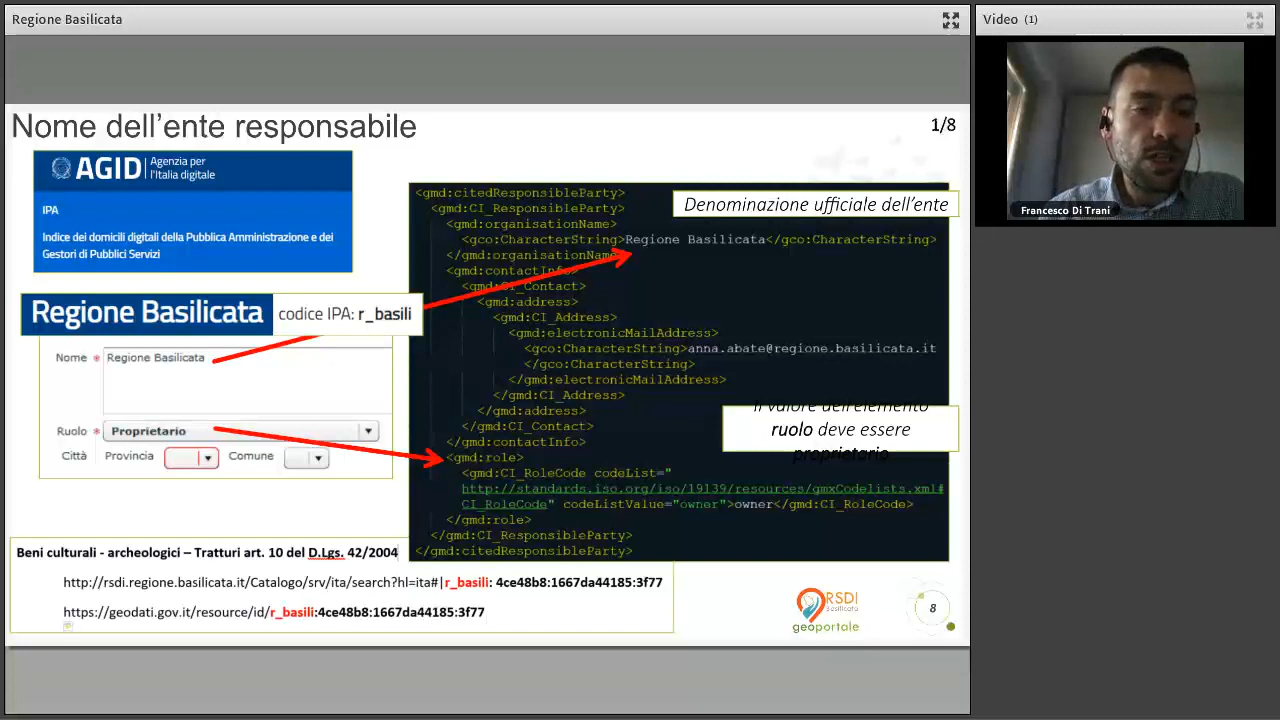 Regione Basilicata
Video (1)
Francesco Di Trani
Nome dell'ente responsabile
1/8
AGID Agenzia per
l'Italia digitale
IPA
Indice dei domicili digitali della Pubblica Amministrazione e dei
Gestori di Pubblici Servizi
Regione Basilicata codice IPA: r_basili
Nome * Regione Basilicata
Ruolo * Proprietario
Città Provincia Comune
<gmd:citedResponsibleParty>
<gmd:CI_ResponsibleParty>
<gmd:organisationName>
<gco:CharacterString>Regione Basilicata</gco:CharacterString>
</gmd:organisationName
<gmd:contactInfo>
<gmd:CI_Contact>
<gmd:address>
<gmd:CI_Address>
<gmd:electronicMailAddress>
<gco:CharacterString>anna.abate@regione.basilicata.it
</gco:CharacterString>
</gmd:electronicMailAddress>
</gmd:CI_Address>
</gmd:address>
</gmd:CI_Contact>
</gmd:contactInfo>
<gmd:role>
<gmd:CI_RoleCode codeList="
http://standards.iso.org/iso/19139/resources/gmxCodelists.xml#
CI_RoleCode" codeListValue="owner">owner</gmd:CI_RoleCode>
</gmd:role>
</gmd:CI_ResponsibleParty>
</gmd:citedResponsibleParty>
Denominazione ufficiale dell'ente
Il valore dell'elemento
ruolo deve essere
proprietario
Beni culturali - archeologici – Tratturi art. 10 del D.Lgs. 42/2004
http://rsdi.regione.basilicata.it/Catalogo/srv/ita/search?hl=ita#|r_basili: 4ce48b8:1667da44185:3f77
https://geodati.gov.it/resource/id/r_basili:4ce48b8:1667da44185:3f77
RSDI
Basilicata
geoportale
8